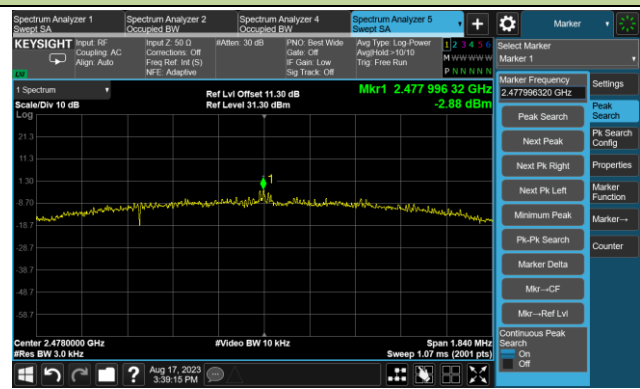 Spectrum Analyzer 1
Swept SA
Spectrum Analyzer 2
Occupied BW
Spectrum Analyzer 4
Occupied BW
Spectrum Analyzer 5
Swept SA
Marker
KEYSIGHT
Input: RF
Coupling: AC
Align: Auto
Input Z: 50 Ω
Corrections: Off
Freq Ref: Int (S)
NFE: Adaptive
#Atten: 30 dB
PNO: Best Wide
Gate: Off
IF Gain: Low
Sig Track: Off
Avg Type: Log-Power
Avg|Hold:>10/10
Trig: Free Run
1 2 3 4 5 6
M W W W W W
P N N N N N
LW
Select Marker
Marker 1
1 Spectrum
Scale/Div 10 dB
Log
Ref Lvl Offset 11.30 dB
Ref Level 31.30 dBm
Mkr1 2.477 996 32 GHz
-2.88 dBm
21.3
11.3
1.30
-8.70
-18.7
-28.7
-38.7
-48.7
-58.7
1
Center 2.4780000 GHz
#Res BW 3.0 kHz
#Video BW 10 kHz
Span 1.840 MHz
Sweep 1.07 ms (2001 pts)
Marker Frequency
2.477996320 GHz
Peak Search
Next Peak
Next Pk Right
Next Pk Left
Minimum Peak
Pk-Pk Search
Marker Delta
Mkr→CF
Mkr→Ref Lvl
Continuous Peak
Search
On
Off
Settings
Peak
Search
Pk Search
Config
Properties
Marker
Function
Marker→
Counter
Aug 17, 2023
3:39:15 PM